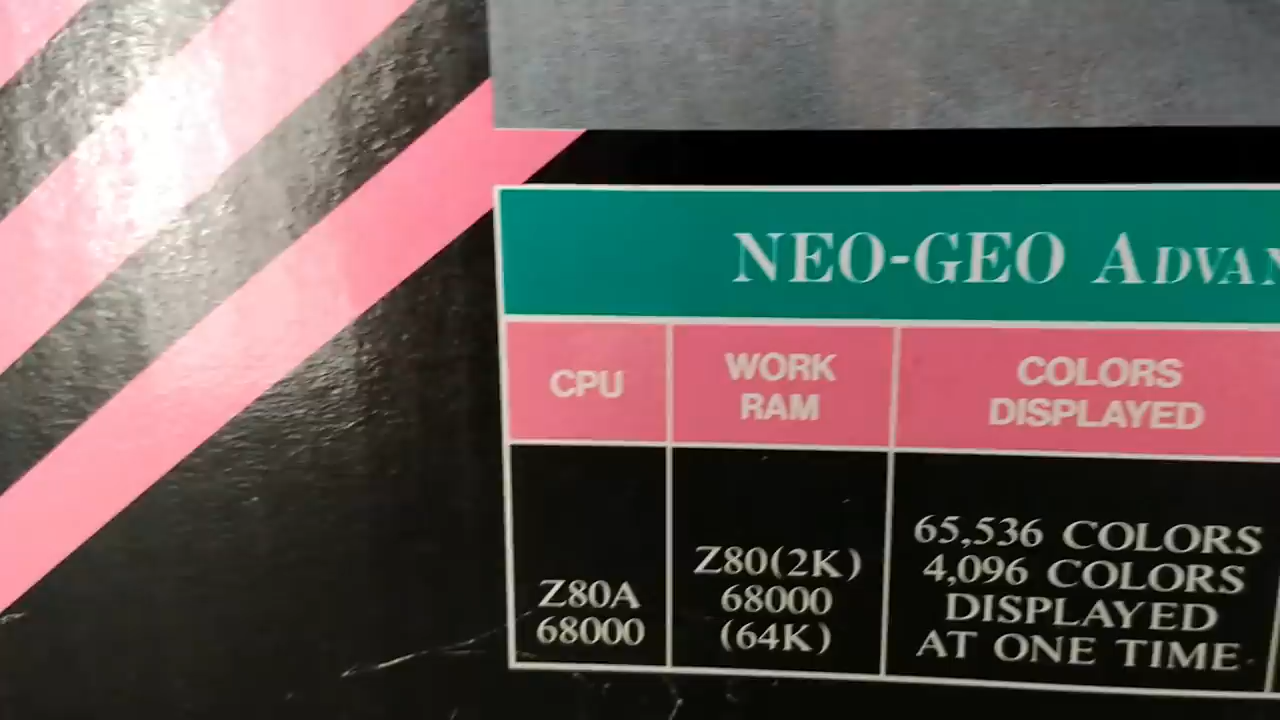 NEO-GEO
CPU
WORK
RAM
COLORS
DISPLAYED
Z80A
68000
Z80(2K)
68000
(64K)
65,536 COLORS
4,096 COLORS
DISPLAYED
AT ONE TIME